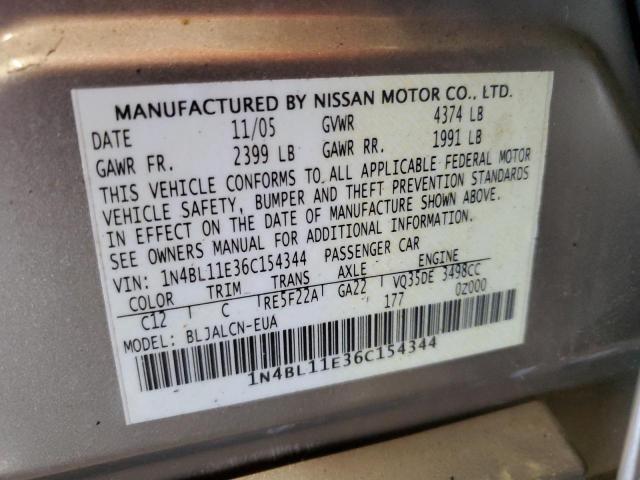 MANUFACTURED BY NISSAN MOTOR CO., LTD.
DATE 11/05 GVWR 4374 LB
GAWR FR. 2399 LB GAWR RR. 1991 LB
THIS VEHICLE CONFORMS TO ALL APPLICABLE FEDERAL MOTOR
VEHICLE SAFETY, BUMPER AND THEFT PREVENTION STANDARDS
IN EFFECT ON THE DATE OF MANUFACTURE SHOWN ABOVE.
SEE OWNERS MANUAL FOR ADDITIONAL INFORMATION.
VIN: 1N4BL11E36C154344 PASSENGER CAR
COLOR TRIM TRANS AXLE ENGINE
C12 C RE5F22A GA22 VQ35DE 3498CC
MODEL: BLJALCN-EUA 177 0Z000
1N4BL11E36C154344